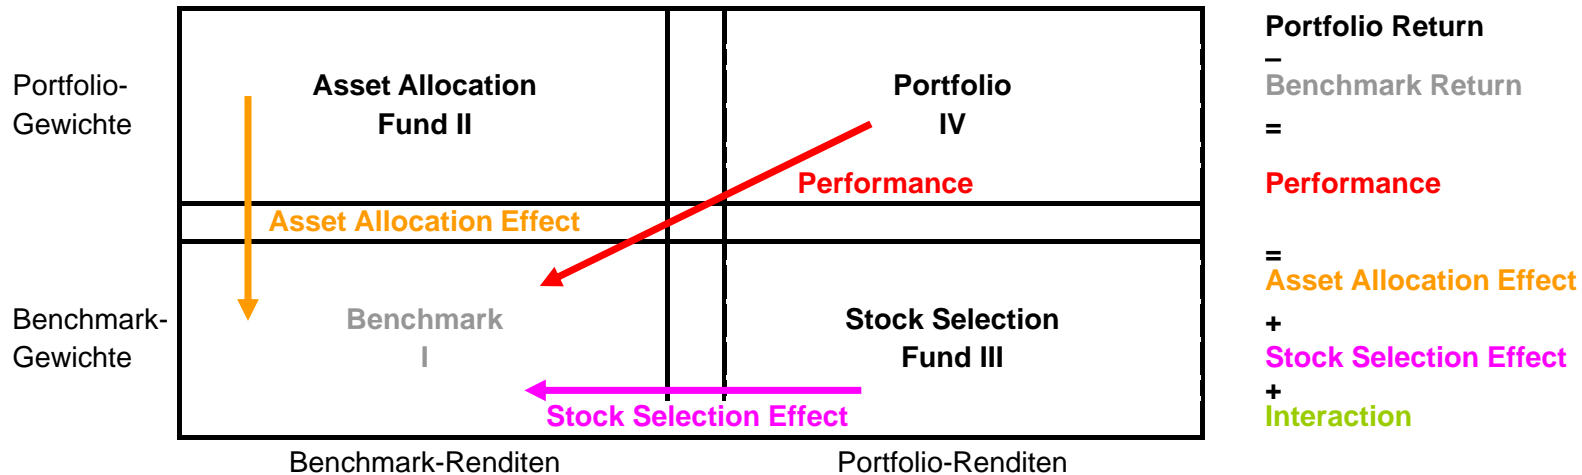 Portfolio-
Gewichte
Asset Allocation
Fund II
Portfolio
IV
Performance
Asset Allocation Effect
Benchmark-
Gewichte
Benchmark
I
Stock Selection
Fund III
Stock Selection Effect
Benchmark-Renditen
Portfolio-Renditen
Portfolio Return
–
Benchmark Return
=
Performance
=
Asset Allocation Effect
+
Stock Selection Effect
+
Interaction